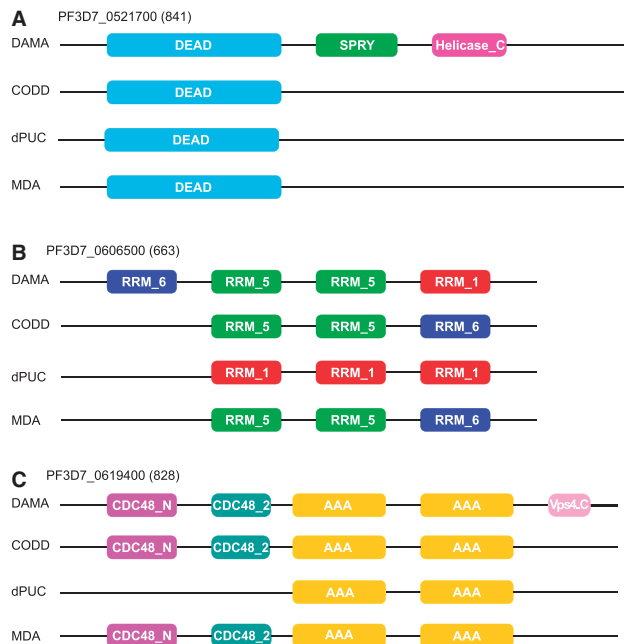 A PF3D7_0521700 (841)
DAMA DEAD SPRY Helicase_C
CODD DEAD
dPUC DEAD
MDA DEAD
B PF3D7_0606500 (663)
DAMA RRM_6 RRM_5 RRM_5 RRM_1
CODD RRM_5 RRM_5 RRM_6
dPUC RRM_1 RRM_1 RRM_1
MDA RRM_5 RRM_5 RRM_6
C PF3D7_0619400 (828)
DAMA CDC48_N CDC48_2 AAA AAA Vps4_C
CODD CDC48_N CDC48_2 AAA AAA
dPUC AAA AAA
MDA CDC48_N CDC48_2 AAA AAA